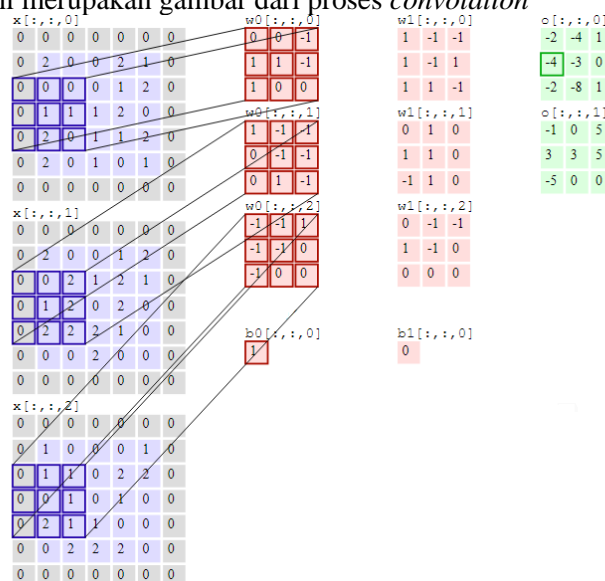 merupakan gambar dari proses convolation
x[:,:,0]
0 0 0 0 0 0 0
0 2 0 0 2 1 0
0 0 0 0 1 2 0
0 1 1 1 2 0 0
0 2 0 1 1 2 0
0 2 0 1 0 1 0
0 0 0 0 0 0 0
x[:,:,1]
0 0 0 0 0 0 0
0 2 0 0 1 2 0
0 0 2 1 2 1 0
0 1 2 0 2 0 0
0 2 2 2 1 0 0
0 0 0 2 0 0 0
0 0 0 0 0 0 0
x[:,:,2]
0 0 0 0 0 0 0
0 1 0 0 0 1 0
0 1 1 0 2 2 0
0 0 1 0 1 0 0
0 2 1 1 0 0 0
0 0 2 2 2 0 0
0 0 0 0 0 0 0
w0[:,:,0]
0 0 -1
1 1 -1
1 0 0
w0[:,:,1]
1 -1 -1
0 -1 -1
0 1 -1
w0[:,:,2]
-1 -1 1
-1 -1 0
-1 0 0
b0[:,:,0]
1
w1[:,:,0]
1 -1 -1
1 -1 1
1 1 -1
w1[:,:,1]
0 1 0
1 1 0
-1 1 0
w1[:,:,2]
0 -1 -1
1 -1 0
0 0 0
b1[:,:,0]
0
o[:,:,0]
-2 -4 1
-4 -3 0
-2 -8 1
o[:,:,1]
-1 0 5
3 3 5
-5 0 0